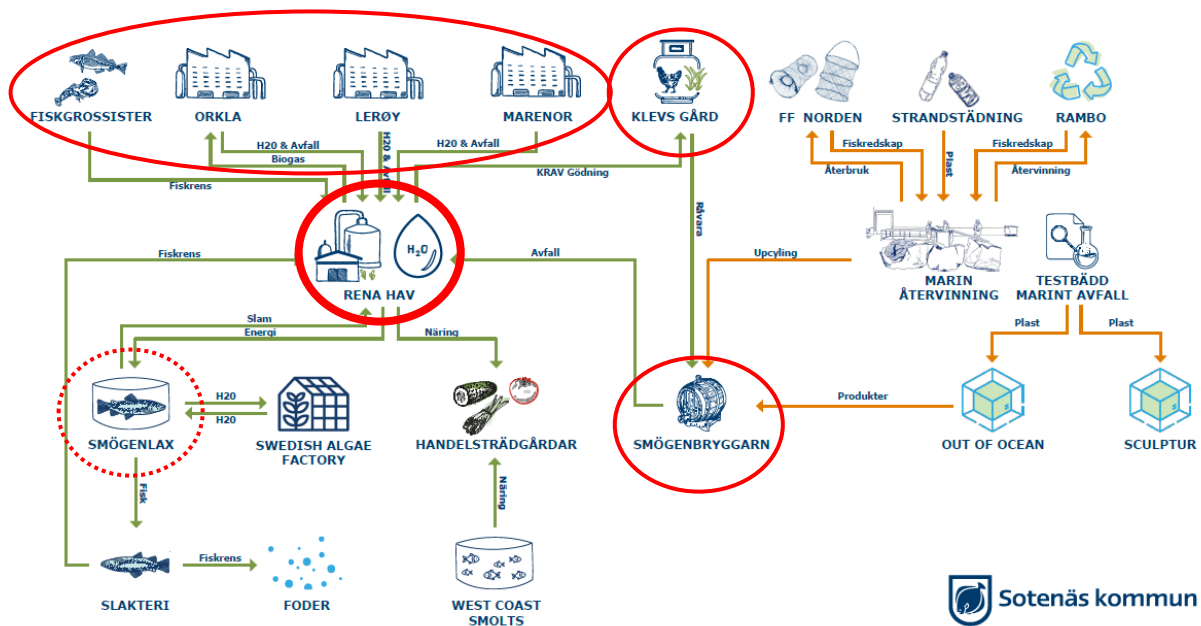 FISKGROSSISTER
ORKLA
LERØY
MARENOR
KLEVS GÅRD
FF NORDEN
STRANDSTÄDNING
RAMBO
H20 & Avfall
Biogas
H20 & Avfall
H20 & Avfall
Fiskrens
KRAV Gödning
Råvara
Fiskredskap
Återbruk
Plast
Fiskredskap
Återvinning
Fiskrens
H₂O
RENA HAV
Avfall
Upcyling
MARIN
ÅTERVINNING
TESTBÄDD
MARINT AVFALL
Slam
Energi
Näring
Plast
Plast
H20
H20
SMÖGENLAX
SWEDISH ALGAE
FACTORY
HANDELSTRÄDGÅRDAR
SMÖGENBRYGGARN
Produkter
OUT OF OCEAN
SCULPTUR
Fisk
Näring
Fiskrens
SLAKTERI
FODER
WEST COAST
SMOLTS
Sotenäs kommun